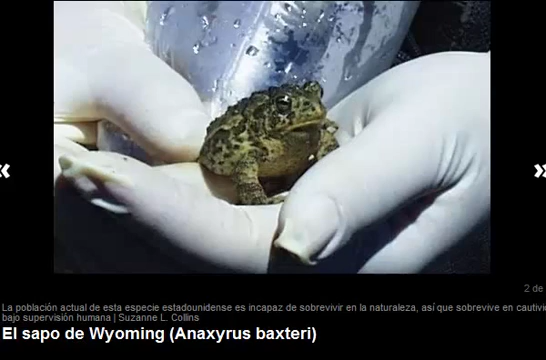 2 de
La población actual de esta especie estadounidense es incapaz de sobrevivir en la naturaleza, así que sobrevive en
bajo supervisión humana | Suzanne L. Collins
El sapo de Wyoming (Anaxyrus baxteri)